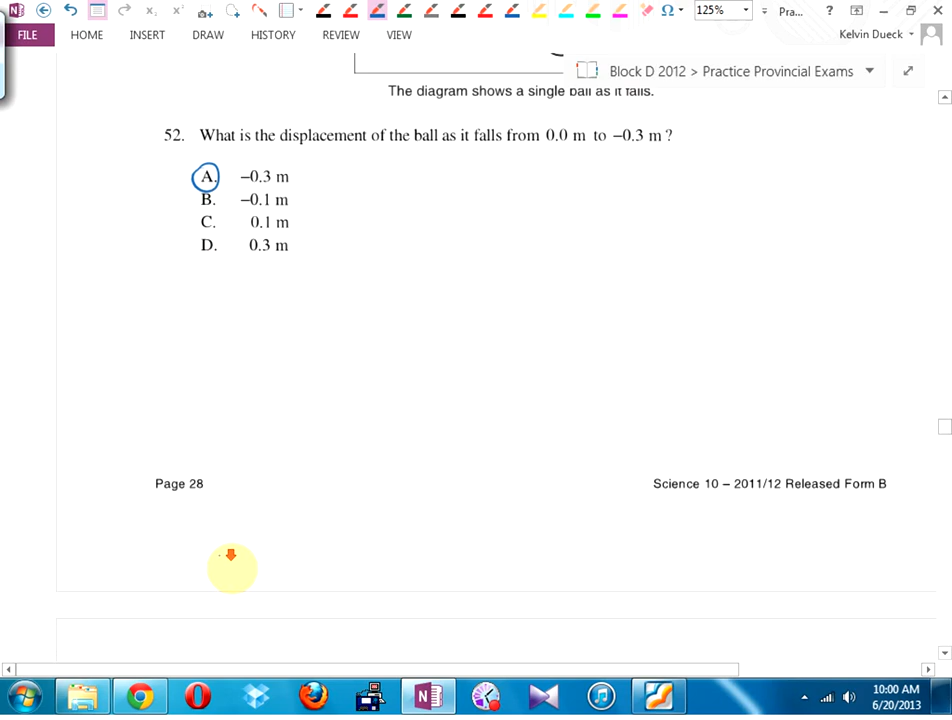 125%
Pra...
?
FILE
HOME
INSERT
DRAW
HISTORY
REVIEW
VIEW
Kelvin Dueck
Block D 2012 > Practice Provincial Exams
The diagram shows a single ball as it falls.
52. What is the displacement of the ball as it falls from 0.0 m to −0.3 m ?
A. −0.3 m
B. −0.1 m
C. 0.1 m
D. 0.3 m
Page 28
Science 10 – 2011/12 Released Form B
10:00 AM
6/20/2013